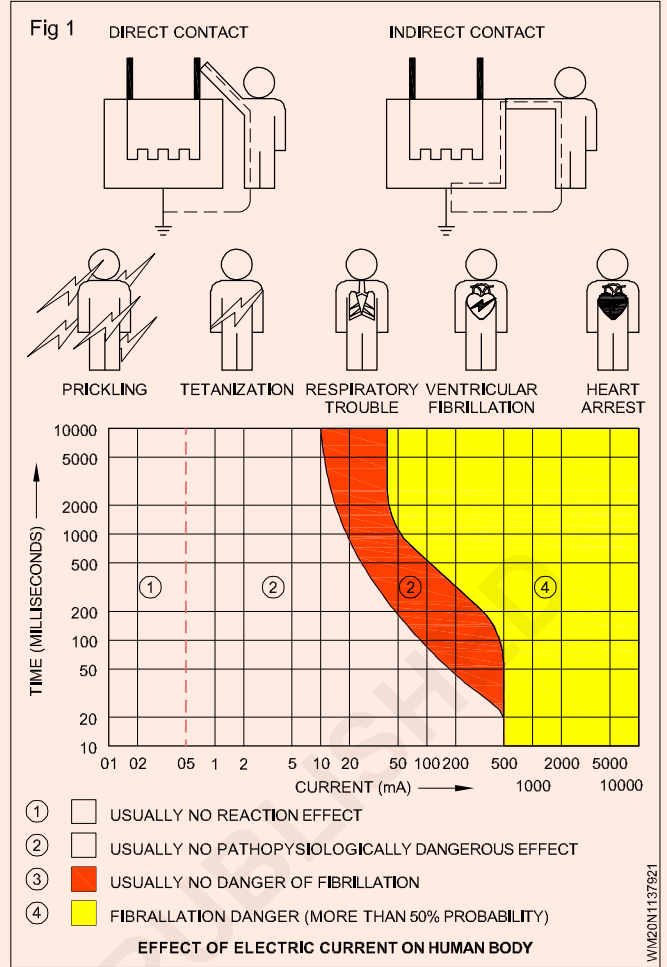 Fig 1
DIRECT CONTACT INDIRECT CONTACT
PRICKLING TETANIZATION RESPIRATORY TROUBLE VENTRICULAR FIBRILLATION HEART ARREST
TIME (MILLISECONDS)
10000
5000
2000
1000
500
200
100
50
20
10
1 2 2 4
01 02 05 1 2 5 10 20 50 100 200 500 1000 2000 5000 10000
CURRENT (mA)
1 USUALLY NO REACTION EFFECT
2 USUALLY NO PATHOPYSIOLOGICALLY DANGEROUS EFFECT
3 USUALLY NO DANGER OF FIBRILLATION
4 FIBRALLATION DANGER (MORE THAN 50% PROBABILITY)
EFFECT OF ELECTRIC CURRENT ON HUMAN BODY
WM20N1137921
PUBLISHED